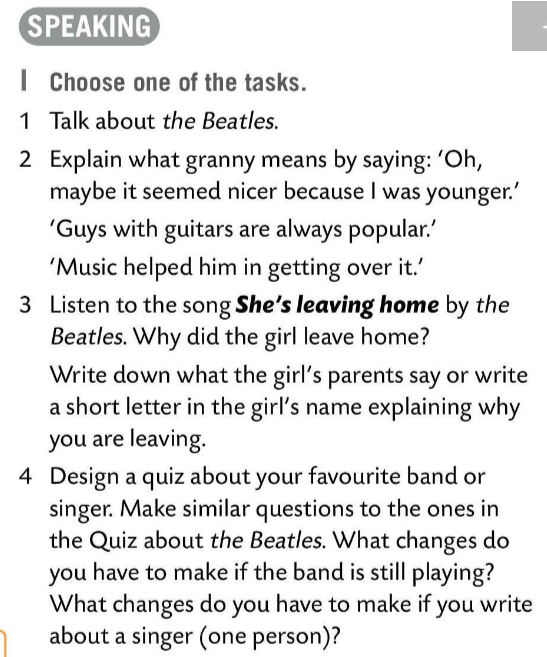 SPEAKING
I Choose one of the tasks.
1 Talk about the Beatles.
2 Explain what granny means by saying: ‘Oh,
maybe it seemed nicer because I was younger.’
‘Guys with guitars are always popular.’
‘Music helped him in getting over it.’
3 Listen to the song She’s leaving home by the
Beatles. Why did the girl leave home?
Write down what the girl’s parents say or write
a short letter in the girl’s name explaining why
you are leaving.
4 Design a quiz about your favourite band or
singer. Make similar questions to the ones in
the Quiz about the Beatles. What changes do
you have to make if the band is still playing?
What changes do you have to make if you write
about a singer (one person)?